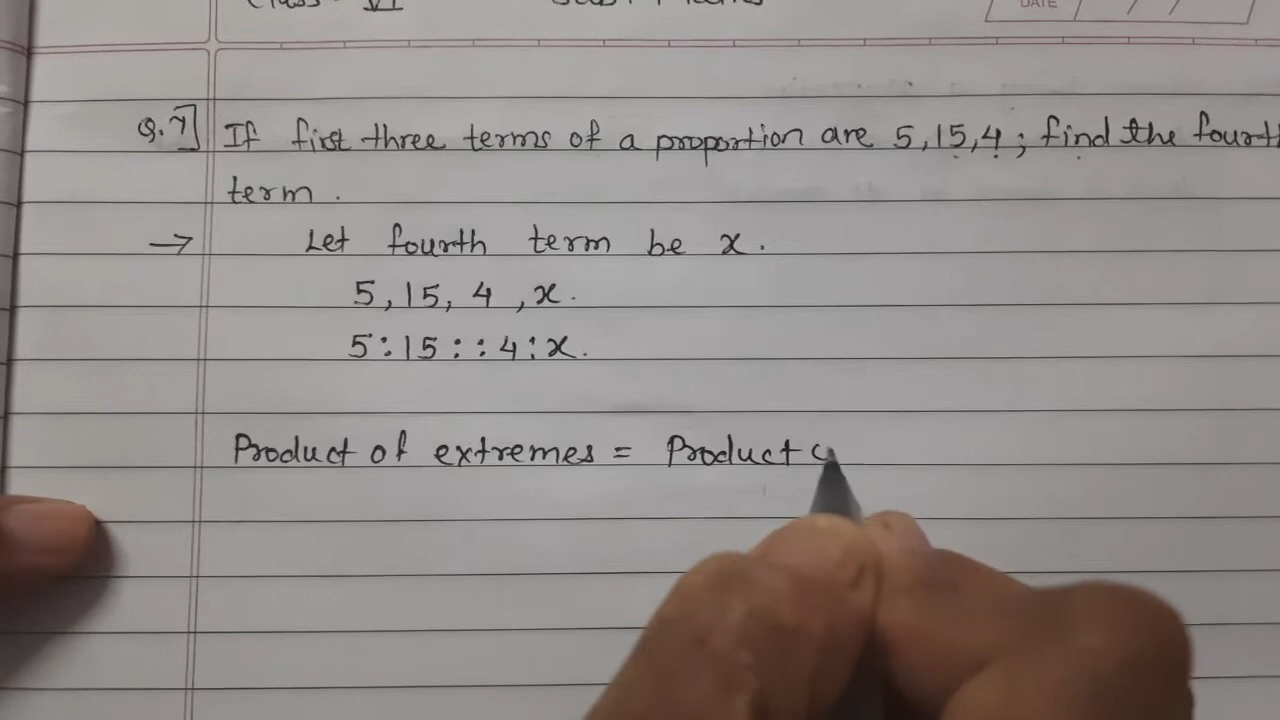 DATE
Q.7] If first three terms of a proportion are 5,15,4; find the fourth
term.
→ Let fourth term be x.
5,15, 4 ,x.
5:15::4:x.
Product of extremes = Product